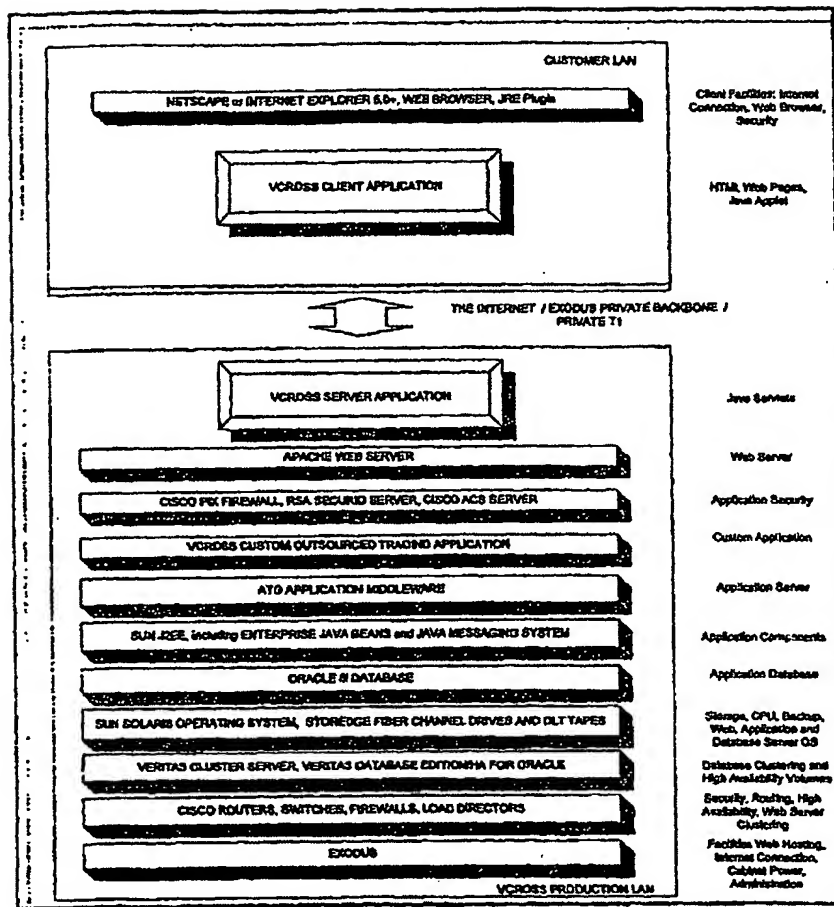 CUSTOMER LAN
NETSCAPE or INTERNET EXPLORER 5.0+, WEB BROWSER, JRE Plugin
Client Facilities: Internet
Connection, Web Browser,
Security
VCROSS CLIENT APPLICATION
HTML, Web Pages,
Java Applet
THE INTERNET / EXODUS PRIVATE BACKBONE /
PRIVATE T1
VCROSS SERVER APPLICATION
Java Servlets
APACHE WEB SERVER
Web Server
CISCO PIX FIREWALL, RSA SECURID SERVER, CISCO ACS SERVER
Application Security
VCROSS CUSTOM OUTSOURCED TRADING APPLICATION
Custom Application
ATG APPLICATION MIDDLEWARE
Application Server
SUN J2EE, including ENTERPRISE JAVA BEANS and JAVA MESSAGING SYSTEM
Application Components
ORACLE 8i DATABASE
Application Database
SUN SOLARIS OPERATING SYSTEM, STOREDGE FIBER CHANNEL DRIVES AND DLT TAPES
Storage, CPU, Backup,
Web, Application and
Database Server OS
VERITAS CLUSTER SERVER, VERITAS DATABASE EDITION/HA FOR ORACLE
Database Clustering and
High Availability Volumes
CISCO ROUTERS, SWITCHES, FIREWALLS, LOAD DIRECTORS
Security, Routing, High
Availability, Web Server
Clustering
EXODUS
Facilities Web Hosting,
Internet Connection,
Cabinet Power,
Administration
VCROSS PRODUCTION LAN